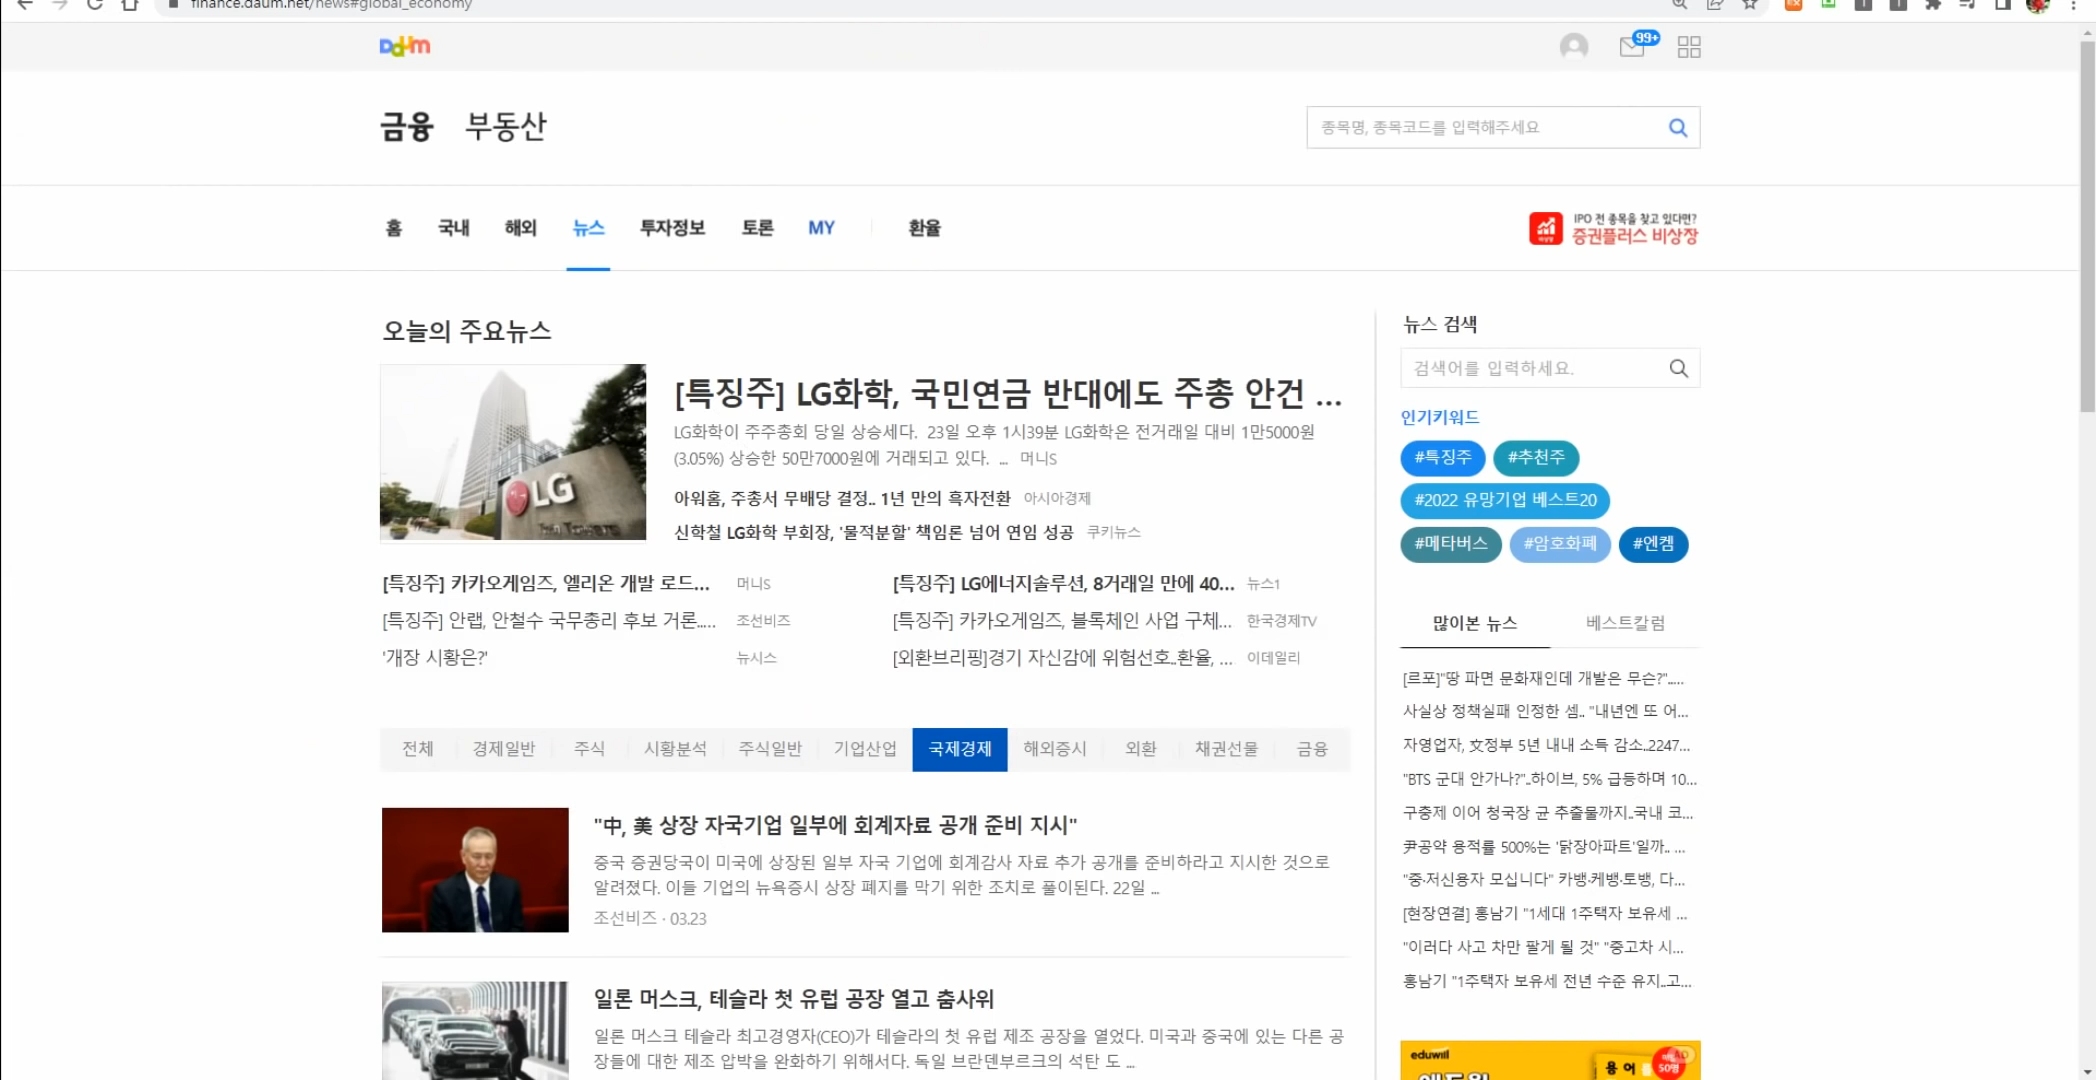 finance.daum.net/news#global_economy
Daum
99+
금융 부동산
종목명, 종목코드를 입력해주세요
홈 국내 해외 뉴스 투자정보 토론 MY 환율
IPO 전 종목을 찾고 있다면?
증권플러스 비상장
오늘의 주요뉴스
LG
[특징주] LG화학, 국민연금 반대에도 주총 안건 ...
LG화학이 주주총회 당일 상승세다. 23일 오후 1시39분 LG화학은 전거래일 대비 1만5000원
(3.05%) 상승한 50만7000원에 거래되고 있다. ... 머니S
아워홈, 주총서 무배당 결정.. 1년 만의 흑자전환 아시아경제
신학철 LG화학 부회장, '물적분할' 책임론 넘어 연임 성공 쿠키뉴스
[특징주] 카카오게임즈, 엘리온 개발 로드... 머니S
[특징주] 안랩, 안철수 국무총리 후보 거론..... 조선비즈
'개장 시황은?' 뉴시스
[특징주] LG에너지솔루션, 8거래일 만에 40... 뉴스1
[특징주] 카카오게임즈, 블록체인 사업 구체... 한국경제TV
[외환브리핑]경기 자신감에 위험선호..환율, ... 이데일리
전체 경제일반 주식 시황분석 주식일반 기업산업 국제경제 해외증시 외환 채권선물 금융
"中, 美 상장 자국기업 일부에 회계자료 공개 준비 지시"
중국 증권당국이 미국에 상장된 일부 자국 기업에 회계감사 자료 추가 공개를 준비하라고 지시한 것으로
알려졌다. 이들 기업의 뉴욕증시 상장 폐지를 막기 위한 조치로 풀이된다. 22일 ...
조선비즈 · 03.23
일론 머스크, 테슬라 첫 유럽 공장 열고 춤사위
일론 머스크 테슬라 최고경영자(CEO)가 테슬라의 첫 유럽 제조 공장을 열었다. 미국과 중국에 있는 다른 공
장들에 대한 제조 압박을 완화하기 위해서다. 독일 브란덴부르크의 석탄 도 ...
뉴스 검색
검색어를 입력하세요.
인기키워드
#특징주 #추천주
#2022 유망기업 베스트20
#메타버스 #암호화폐 #엔켐
많이본 뉴스 베스트칼럼
[르포]"땅 파면 문화재인데 개발은 무슨?".....
사실상 정책실패 인정한 셈.. "내년엔 또 어...
자영업자, 文정부 5년 내내 소득 감소..2247...
"BTS 군대 안가나?"..하이브, 5% 급등하며 10...
구충제 이어 청국장 균 추출물까지..국내 코...
尹공약 용적률 500%는 '닭장아파트'일까.. ...
"중·저신용자 모십니다" 카뱅·케뱅·토뱅, 다...
[현장연결] 홍남기 "1세대 1주택자 보유세 ...
"이러다 사고 차만 팔게 될 것" "중고차 시...
홍남기 "1주택자 보유세 전년 수준 유지..고...
eduwill
용 어
50명